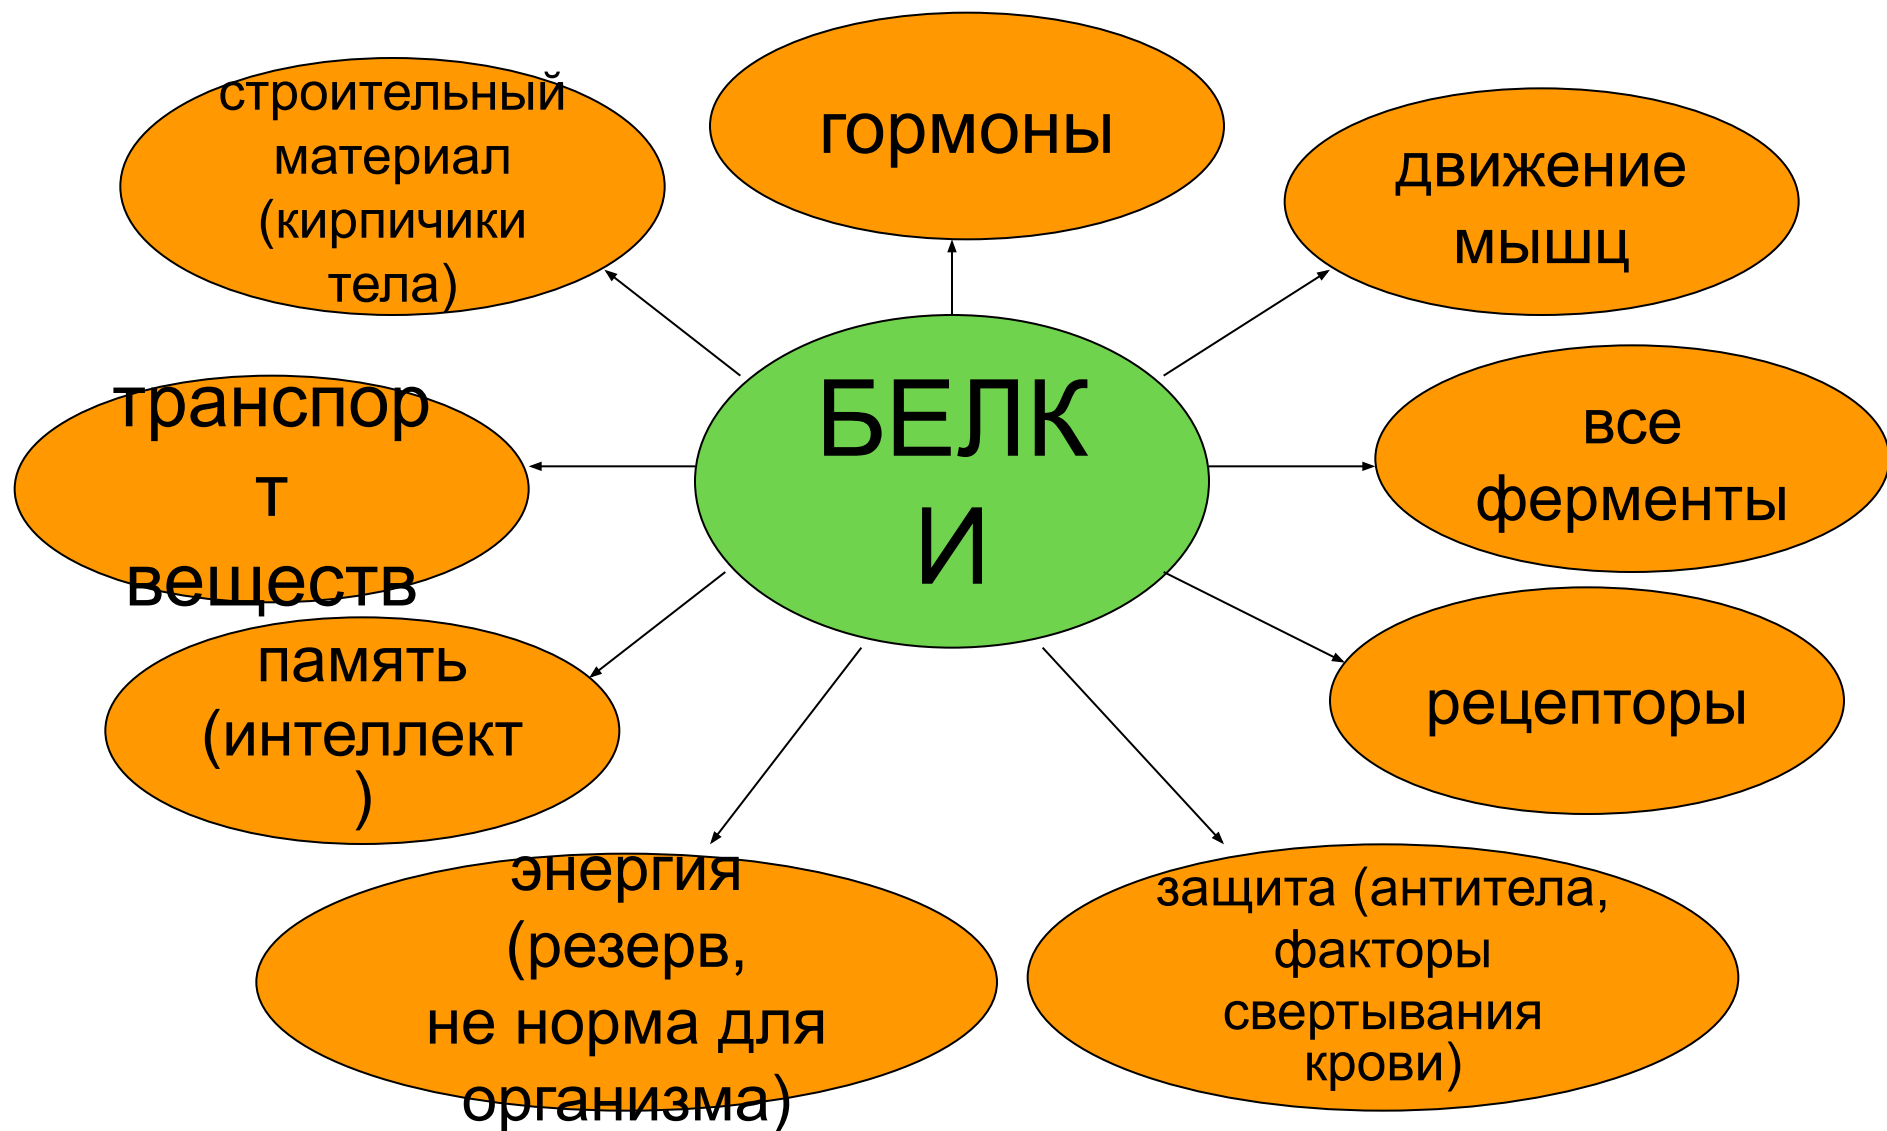 строительный
материал
(кирпичики
тела)
гормоны
движение
мышц
транспор
т
веществ
БЕЛК
И
все
ферменты
память
(интеллект
)
рецепторы
энергия
(резерв,
не норма для
организма)
защита (антитела,
факторы
свертывания
крови)